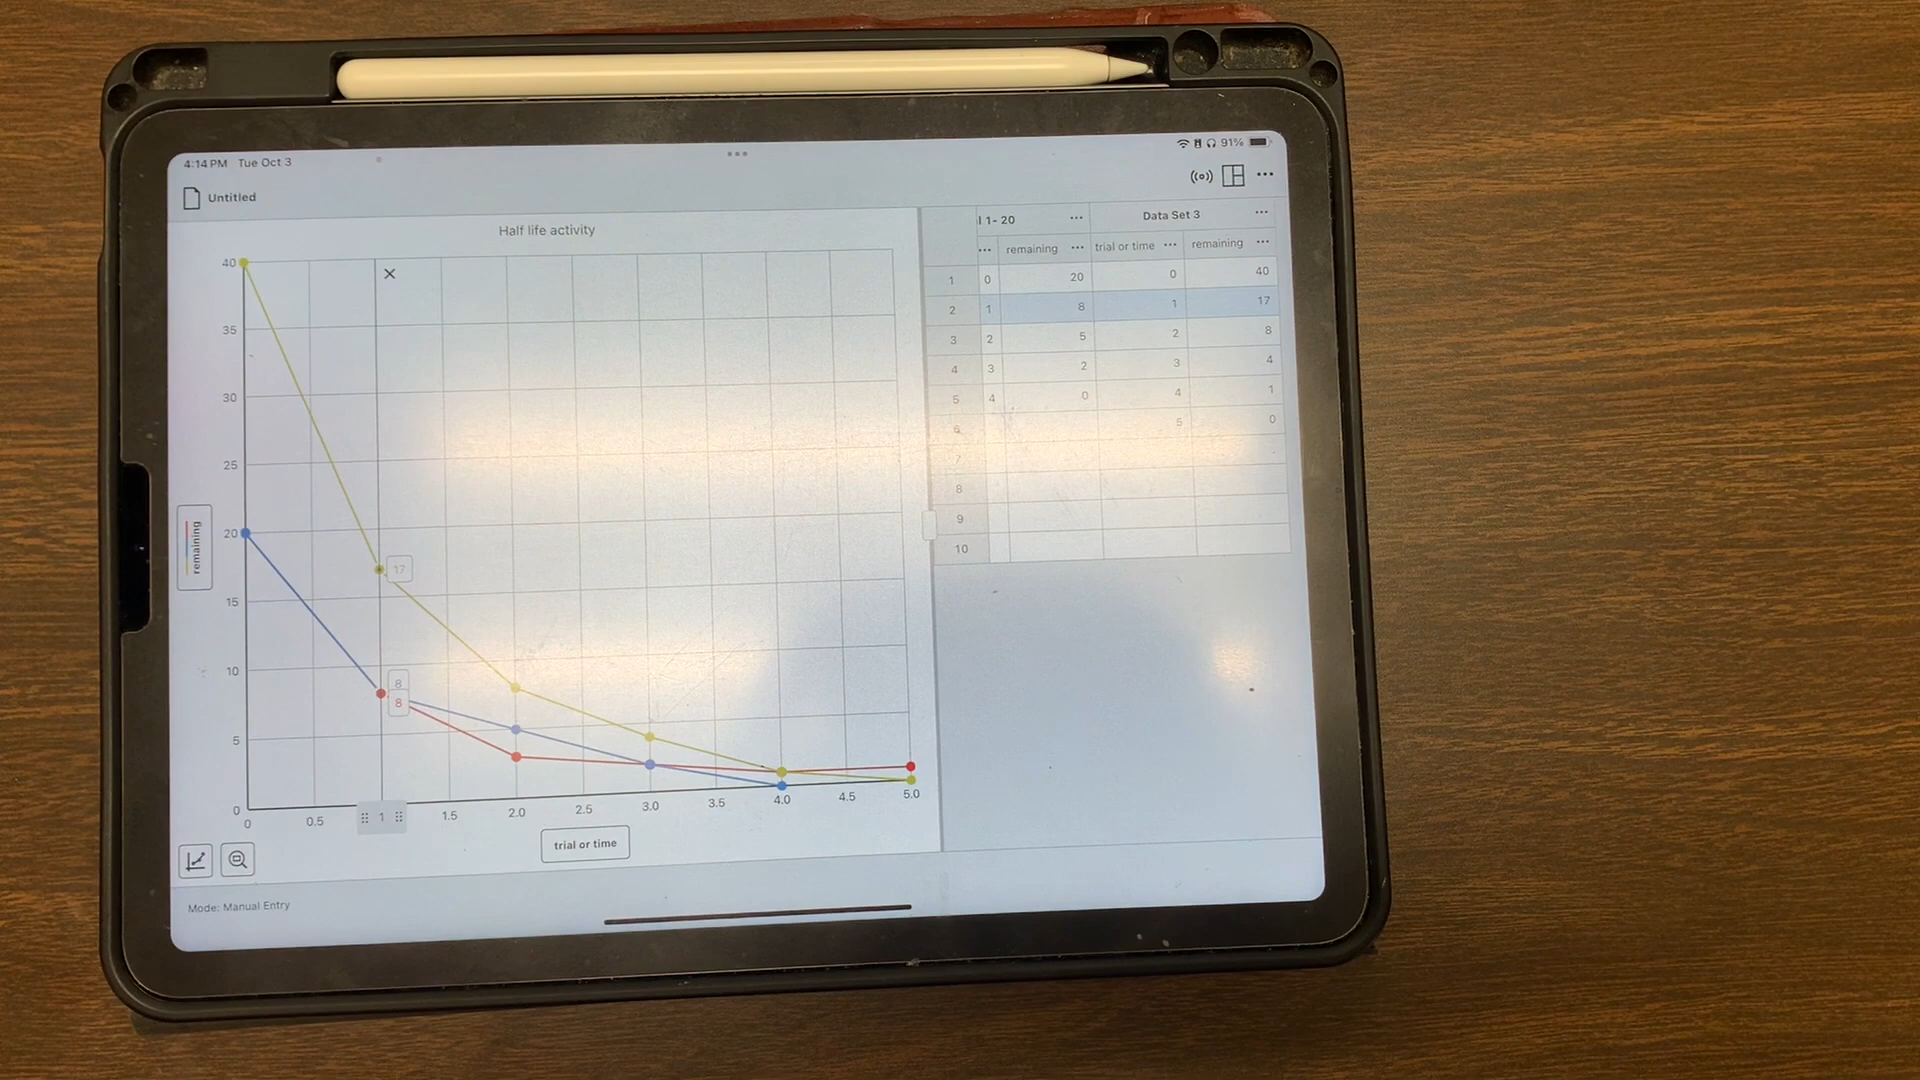 4:14 PM Tue Oct 3
91%
Untitled
Half life activity
40
35
30
25
20
15
10
5
0
remaining
17
8
8
0 0.5 1 1.5 2.0 2.5 3.0 3.5 4.0 4.5 5.0
trial or time
Mode: Manual Entry
l 1- 20 Data Set 3
remaining trial or time remaining
1 0 20 0 40
2 1 8 1 17
3 2 5 2 8
4 3 2 3 4
5 4 0 4 1
6 5 0
7
8
9
10